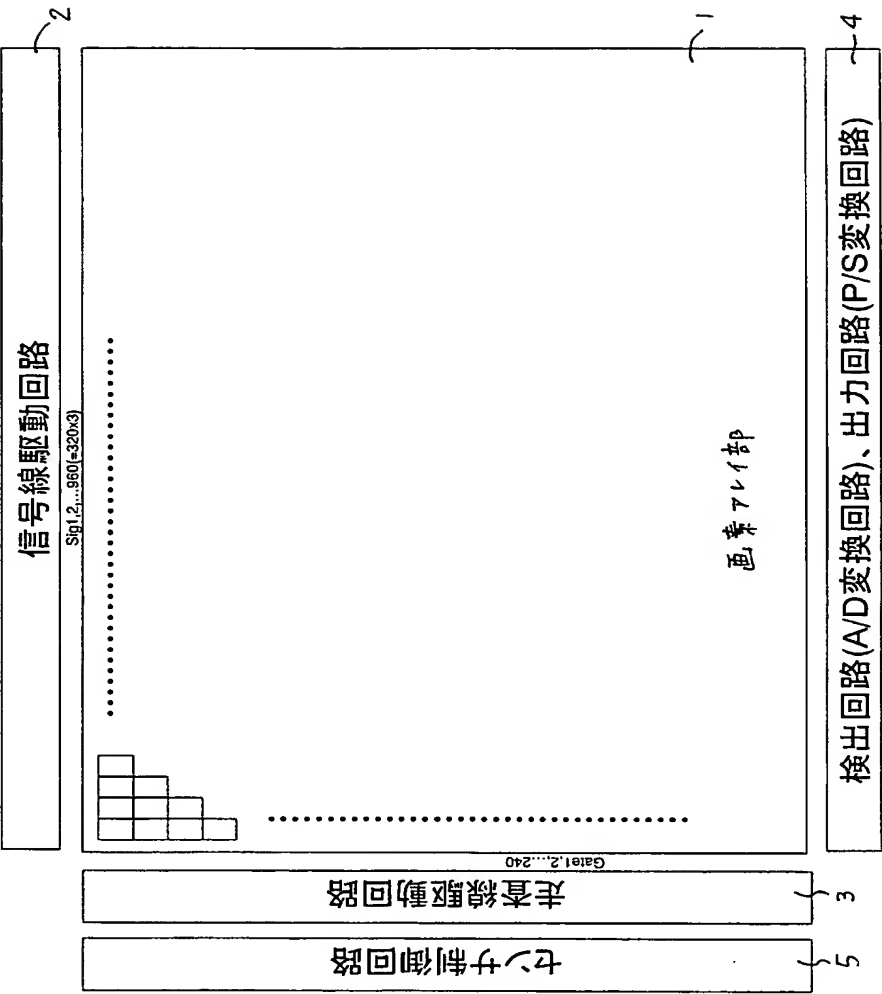 2
信号線駆動回路
Sig1,2,...960(=320x3)
1
画素アレイ部
4
検出回路(A/D変換回路)、出力回路(P/S変換回路)
Gate1,2,...240
走査線駆動回路
3
センサ制御回路
5